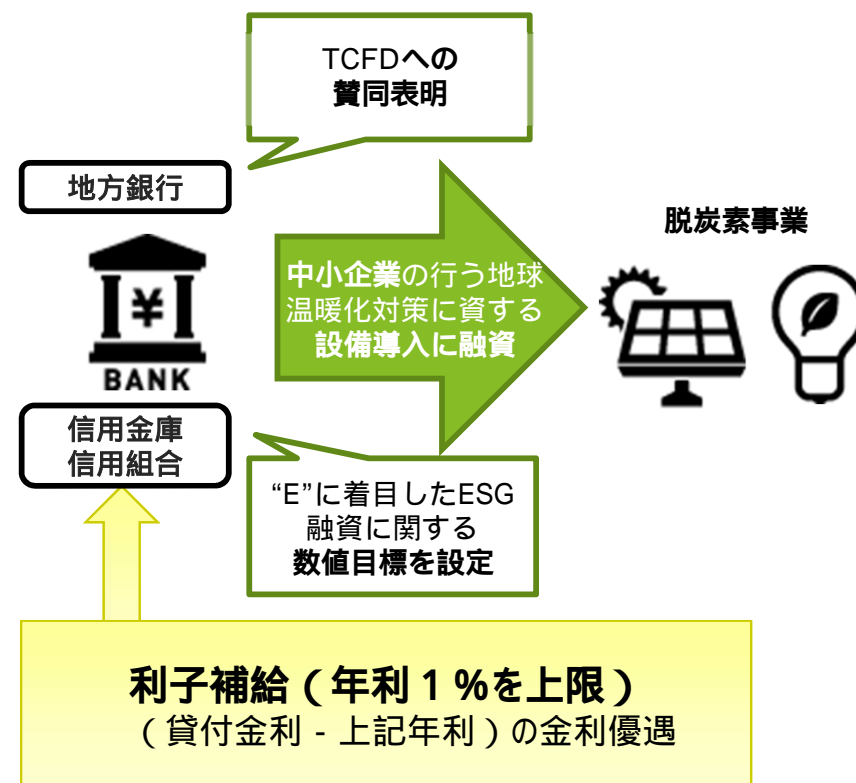 TCFDへの
賛同表明
地方銀行
脱炭素事業
¥
BANK
中小企業の行う地球
温暖化対策に資する
設備導入に融資
信用金庫
信用組合
“E”に着目したESG
融資に関する
数値目標を設定
利子補給（年利１％を上限）
（貸付金利－上記年利）の金利優遇